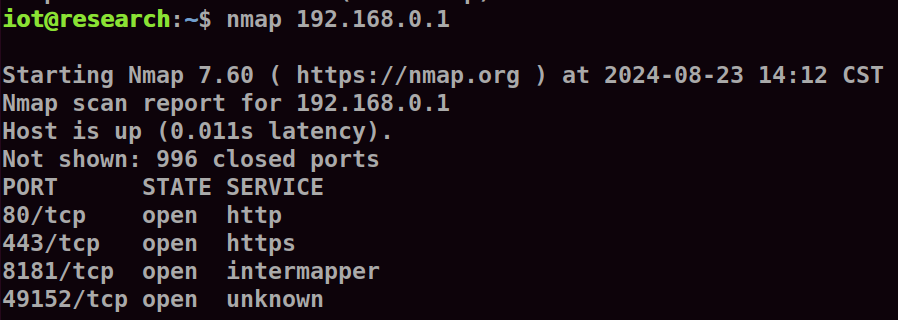 iot@research:~$ nmap 192.168.0.1
Starting Nmap 7.60 ( https://nmap.org ) at 2024-08-23 14:12 CST
Nmap scan report for 192.168.0.1
Host is up (0.011s latency).
Not shown: 996 closed ports
PORT      STATE SERVICE
80/tcp    open  http
443/tcp   open  https
8181/tcp  open  intermapper
49152/tcp open  unknown